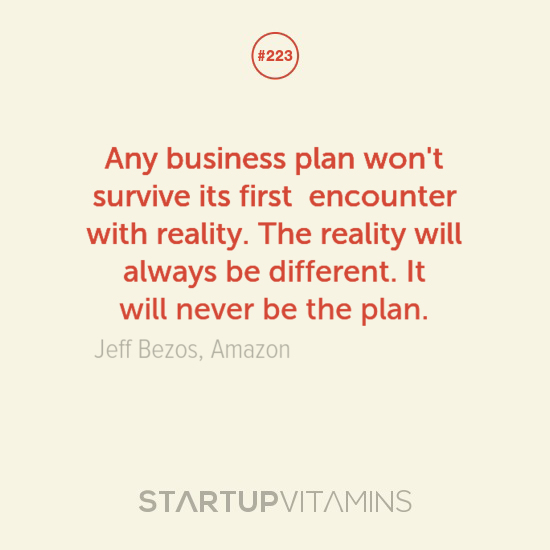 #223
Any business plan won't
survive its first  encounter
with reality. The reality will
always be different. It
will never be the plan.
Jeff Bezos, Amazon
STARTUPVITAMINS